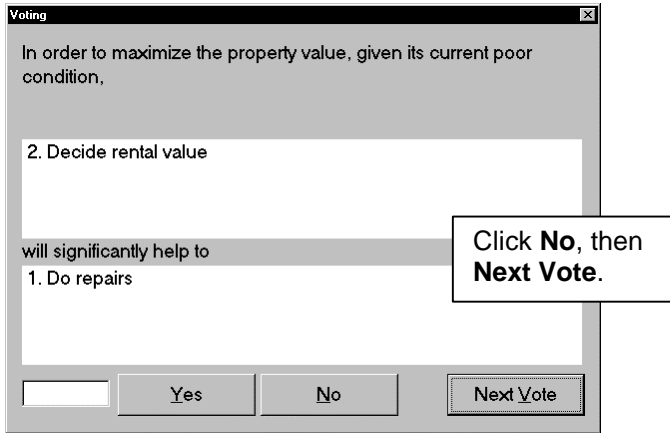 Voting
In order to maximize the property value, given its current poor
condition,
2. Decide rental value
will significantly help to
1. Do repairs
Click No, then
Next Vote.
Yes
No
Next Vote